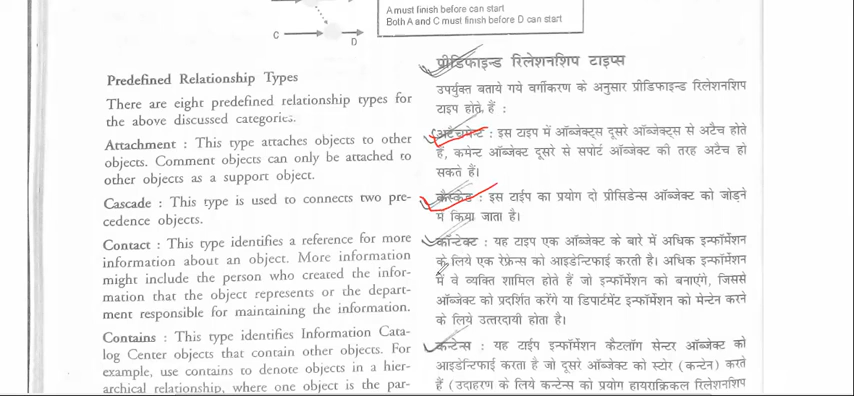 A must finish before can start
Both A and C must finish before D can start
C
D
Predefined Relationship Types
There are eight predefined relationship types for
the above discussed categories.
Attachment : This type attaches objects to other
objects. Comment objects can only be attached to
other objects as a support object.
Cascade : This type is used to connects two pre-
cedence objects.
Contact : This type identifies a reference for more
information about an object. More information
might include the person who created the infor-
mation that the object represents or the depart-
ment responsible for maintaining the information.
Contains : This type identifies Information Cata-
log Center objects that contain other objects. For
example, use contains to denote objects in a hier-
archical relationship, where one object is the par-
प्रीडिफाइन्ड रिलेशनशिप टाइप्स
उपर्युक्त बताये गये वर्गीकरण के अनुसार प्रीडिफाइन्ड रिलेशनशिप
टाइप होते हैं :
अटैचमेन्ट : इस टाइप में ऑब्जेक्ट्स दूसरे ऑब्जेक्ट्स से अटैच होते
हैं, कमेन्ट ऑब्जेक्ट दूसरे से सपोर्ट ऑब्जेक्ट की तरह अटैच हो
सकते हैं।
कैस्केड : इस टाईप का प्रयोग दो प्रीसिडेन्स ऑब्जेक्ट को जोड़ने
में किया जाता है।
कॉन्टेक्ट : यह टाइप एक ऑब्जेक्ट के बारे में अधिक इन्फॉर्मेशन
के लिए एक रेफ्रेन्स को आइडेन्टिफाई करती है। अधिक इन्फॉर्मेशन
में वे व्यक्ति शामिल होते हैं जो इन्फॉर्मेशन को बनाएंगे, जिससे
ऑब्जेक्ट को प्रदर्शित करेंगे या डिपार्टमेंट इन्फॉर्मेशन को मेन्टेन करने
के लिये उत्तरदायी होता है।
कन्टेन्स : यह टाईप इन्फॉर्मेशन कैटलॉग सेन्टर ऑब्जेक्ट को
आइडेन्टिफाई करता है जो दूसरे ऑब्जेक्ट को स्टोर (कन्टेन) करते
हैं (उदाहरण के लिये कन्टेन्स को प्रयोग हायराक्रिकल रिलेशनशिप